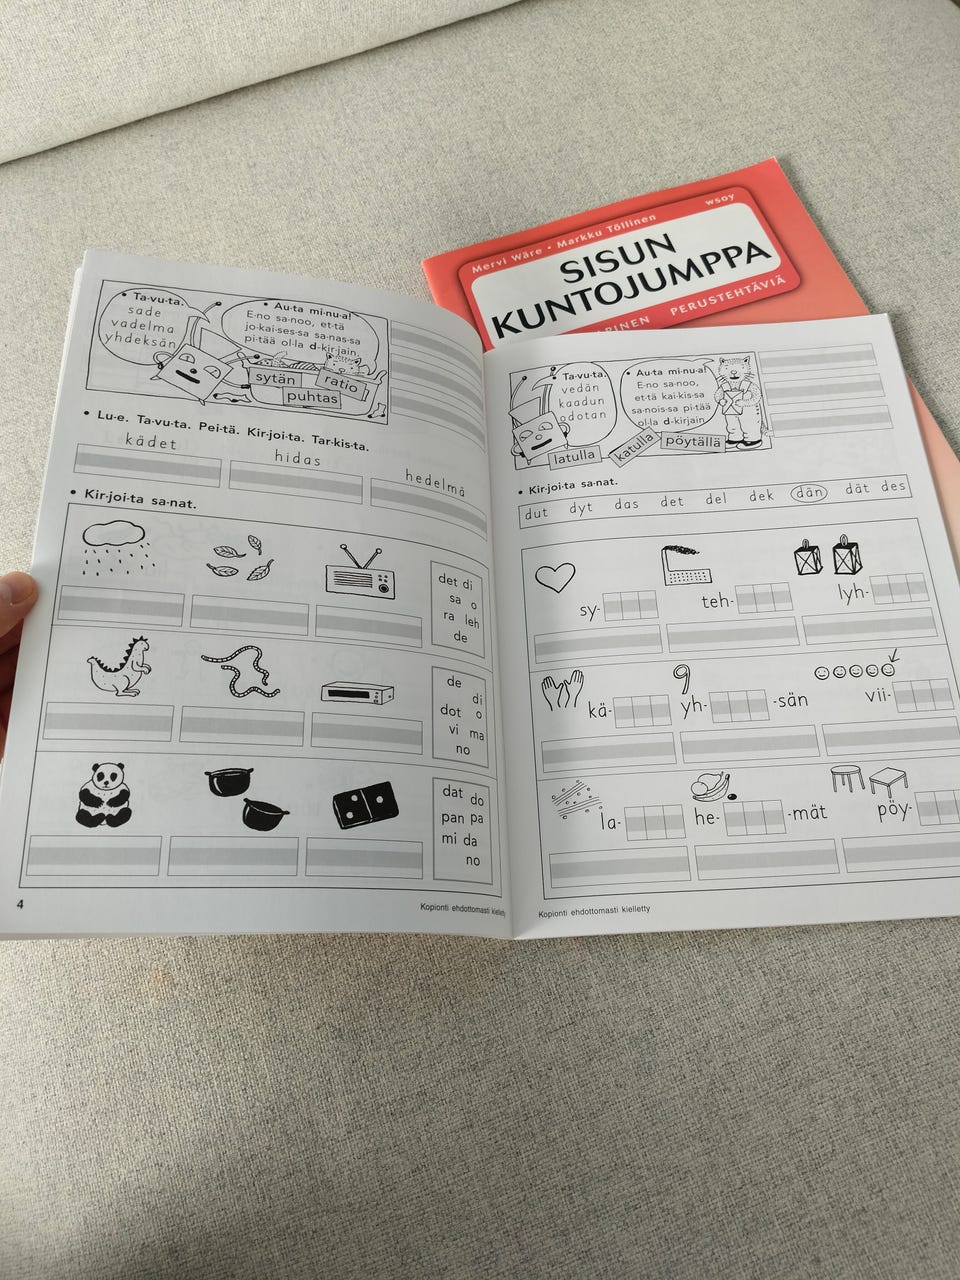 Mervi Wäre • Markku Töllinen
wsoy
SISUN
KUNTOJUMPPA
PERUSTEHTÄVIÄ
• Ta-vu-ta.
sade
vadelma
yhdeksän
• Au-ta mi-nu-a!
E-no sa-noo, et-tä
jo-kai-ses-sa sa-nas-sa
pi-tää ol-la d-kir-jain.
sytän
ratio
puhtas
• Lu-e. Ta-vu-ta. Pei-tä. Kir-joi-ta. Tar-kis-ta.
kädet
hidas
hedelmä
• Kir-joi-ta sa-nat.
det di
sa o
ra leh
de
de
di
dot o
vi ma
no
dat do
pan pa
mi da
no
4
Kopionti ehdottomasti kielletty
• Ta-vu-ta.
vedän
kaadun
odotan
• Au-ta mi-nu-a!
E-no sa-noo,
et-tä kai-kis-sa
sa-nois-sa pi-tää
ol-la d-kirjain.
latulla
katulla
pöytällä
• Kir-joi-ta sa-nat.
dut dyt das det del dek dän dät des
sy-
teh-
lyh-
kä-
9
yh- -sän
vii-
la-
he- -mät
pöy-
Kopionti ehdottomasti kielletty